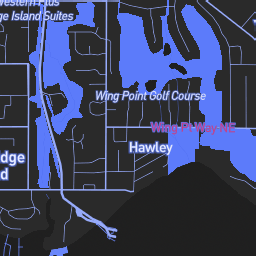 Western Plus
ge Island Suites
Wing Point Golf Course
Wing Pt Way NE
Hawley
dge
d